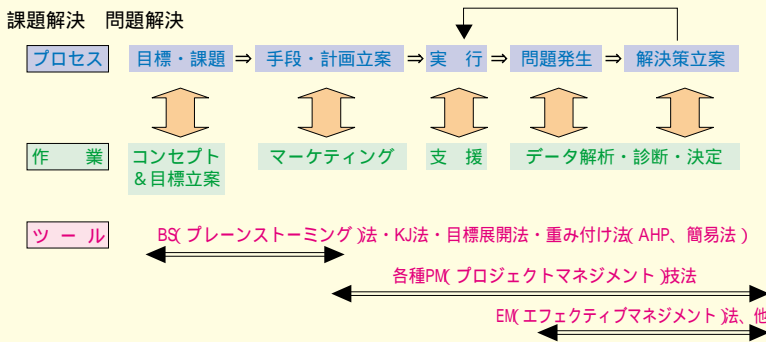 課題解決 問題解決
プロセス 目標・課題 ⇒ 手段・計画立案 ⇒ 実 行 ⇒ 問題発生 ⇒ 解決策立案
作 業 コンセプト マーケティング 支 援 データ解析・診断・決定
&目標立案
ツ ー ル BS(プレーンストーミング)法・KJ法・目標展開法・重み付け法(AHP、簡易法)
各種PM(プロジェクトマネジメント)技法
EM(エフェクティブマネジメント)法、他